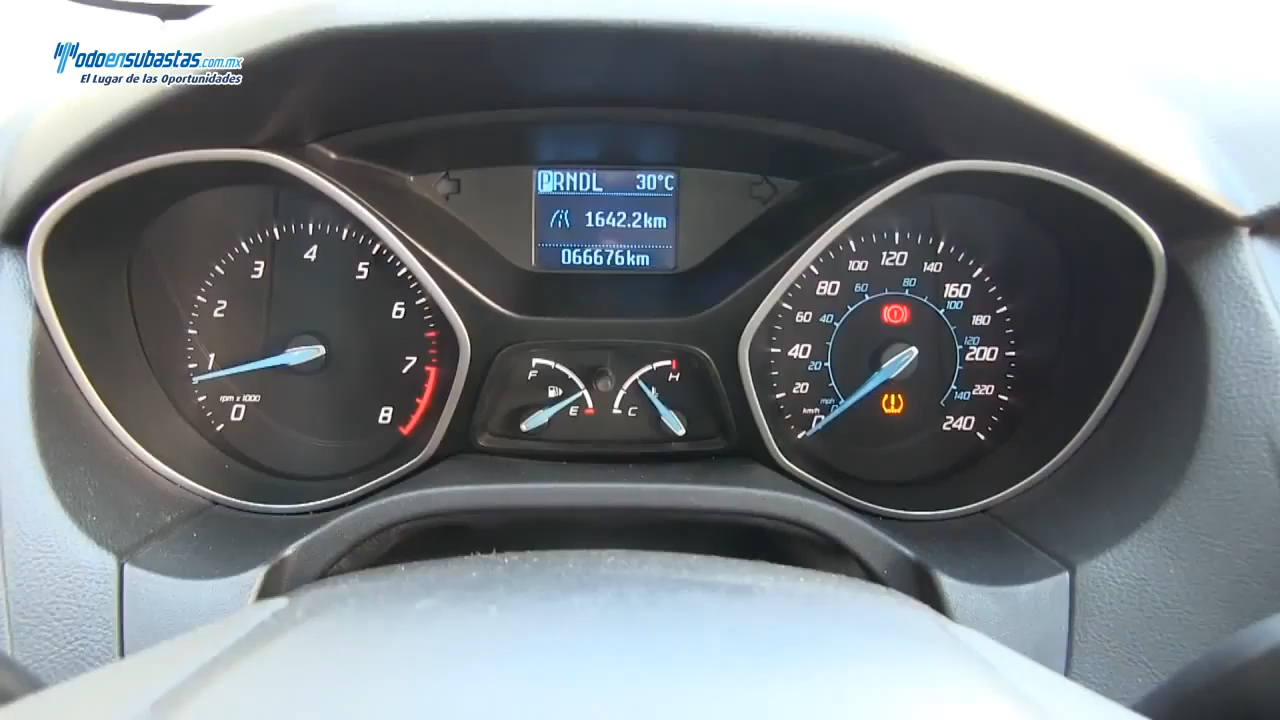 Todoensubastas.com.mx
El Lugar de las Oportunidades
PRNDL 30°C
1642.2km
066676km
0 1 2 3 4 5 6 7 8
rpm x1000
F E
C H
0 20 40 60 80 100 120 140 160 180 200 220 240
km/h
0 20 40 60 80 100 120 140
mph